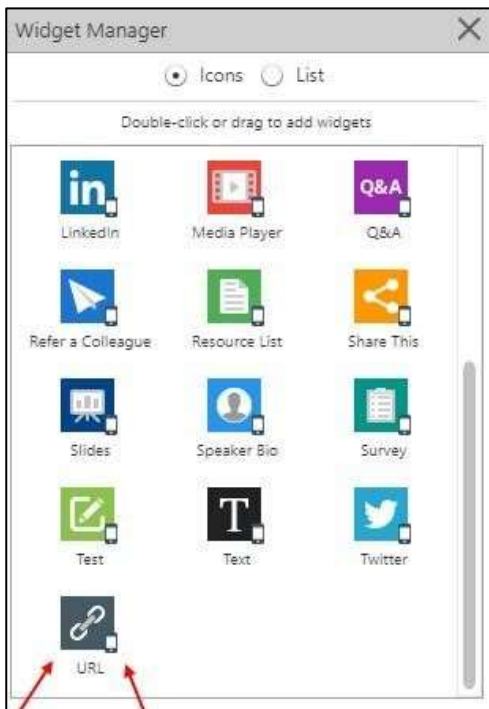 Widget Manager
Icons List
Double-click or drag to add widgets
in
Q&A
LinkedIn Media Player Q&A
Refer a Colleague Resource List Share This
Slides Speaker Bio Survey
T
Test Text Twitter
URL